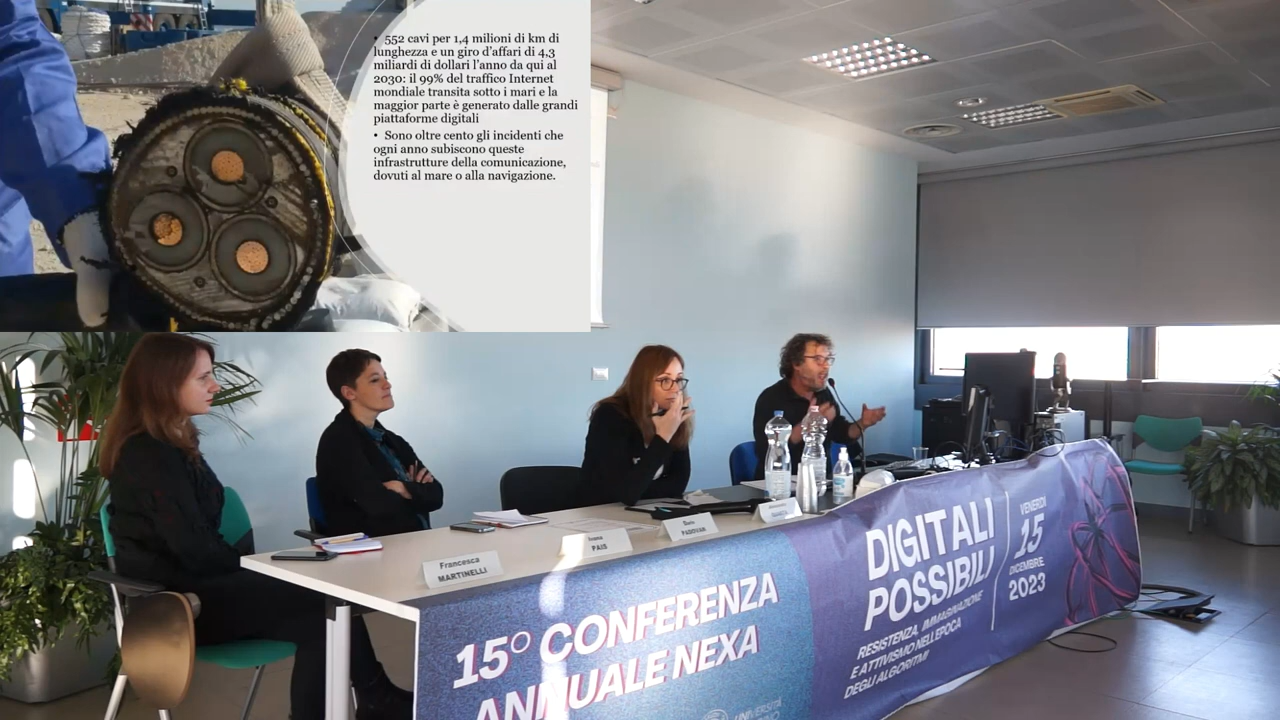 • 552 cavi per 1,4 milioni di km di
lunghezza e un giro d'affari di 4,3
miliardi di dollari l'anno da qui al
2030: il 99% del traffico Internet
mondiale transita sotto i mari e la
maggior parte è generato dalle grandi
piattaforme digitali
• Sono oltre cento gli incidenti che
ogni anno subiscono queste
infrastrutture della comunicazione,
dovuti al mare o alla navigazione.
Francesca
MARTINELLI
Ivana
PAIS
Dario
PADOVAN
15° CONFERENZA
ANNUALE NEXA
DIGITALI
POSSIBILI
RESISTENZA, IMMAGINAZIONE
E ATTIVISMO NELL'EPOCA
DEGLI ALGORITMI
VENERDÌ
15
DICEMBRE
2023
UNIVERSITÀ